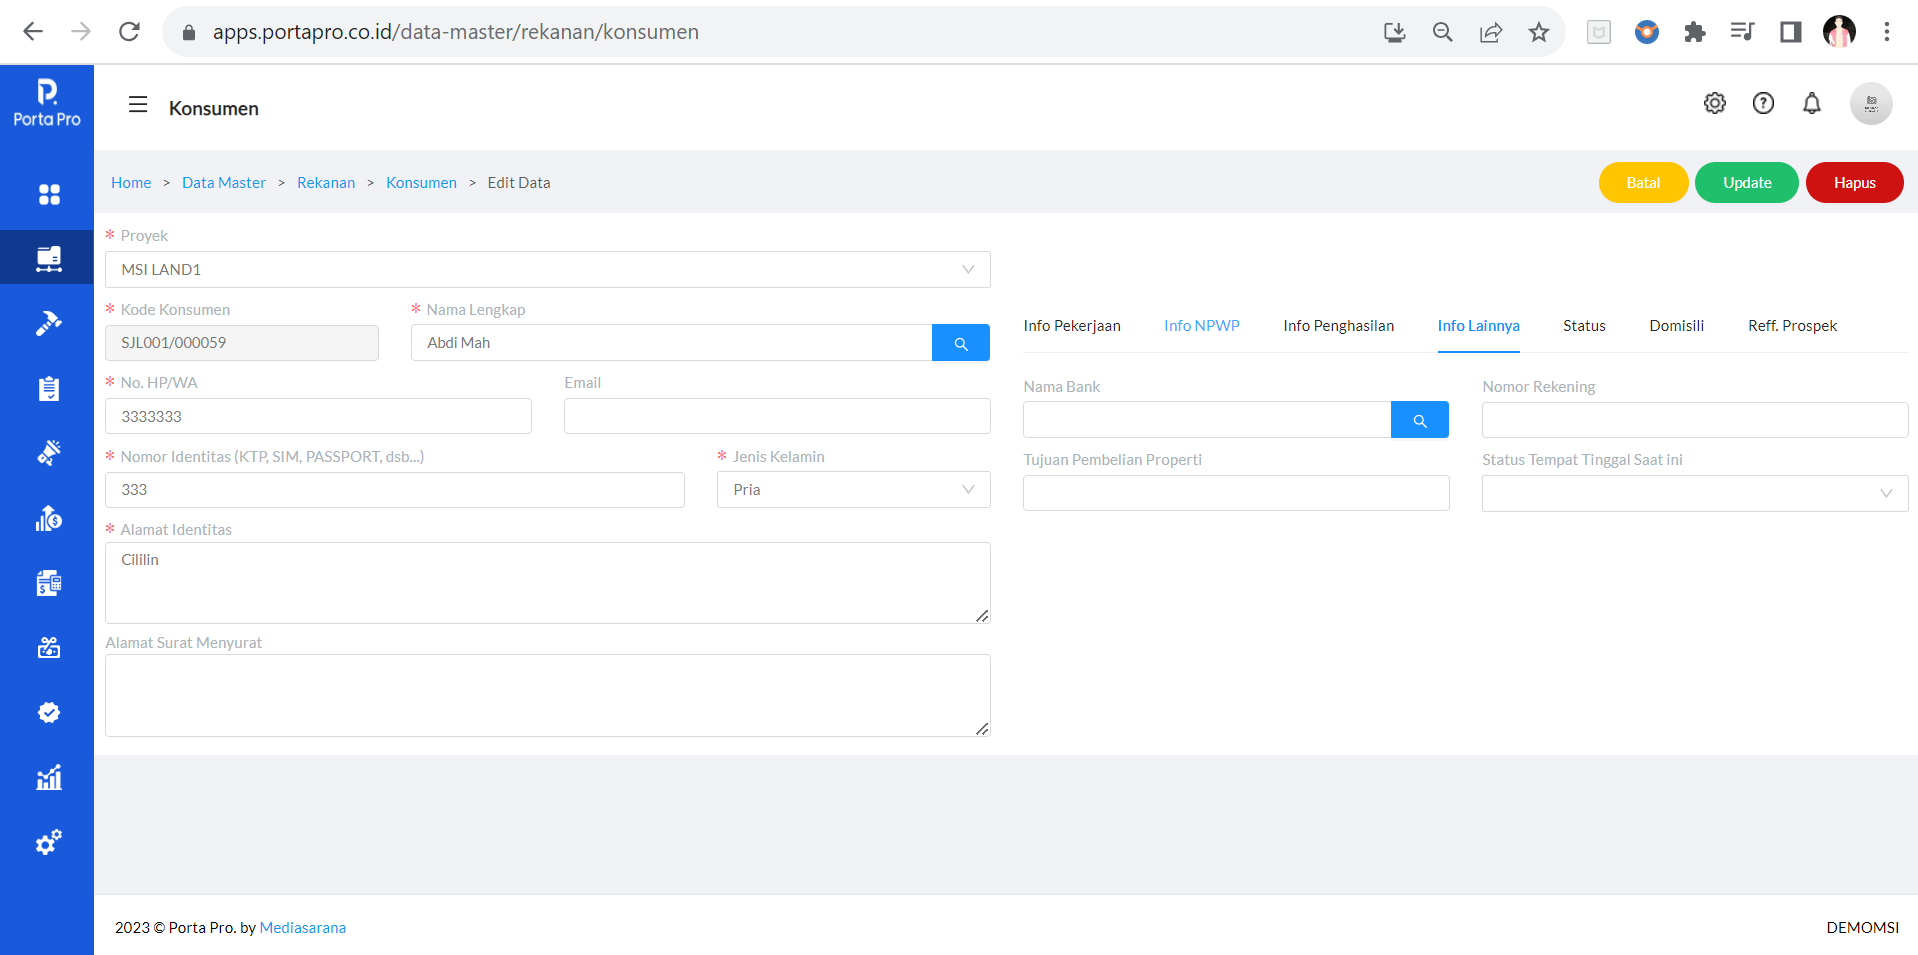 apps.portapro.co.id/data-master/rekanan/konsumen
Porta Pro
Konsumen
Home > Data Master > Rekanan > Konsumen > Edit Data
Batal
Update
Hapus
* Proyek
MSI LAND1
* Kode Konsumen
* Nama Lengkap
SJL001/000059
Abdi Mah
* No. HP/WA
Email
3333333
* Nomor Identitas (KTP, SIM, PASSPORT, dsb...)
* Jenis Kelamin
333
Pria
* Alamat Identitas
Cililin
Alamat Surat Menyurat
Info Pekerjaan
Info NPWP
Info Penghasilan
Info Lainnya
Status
Domisili
Reff. Prospek
Nama Bank
Nomor Rekening
Tujuan Pembelian Properti
Status Tempat Tinggal Saat ini
2023 © Porta Pro. by Mediasarana
DEMOMSI